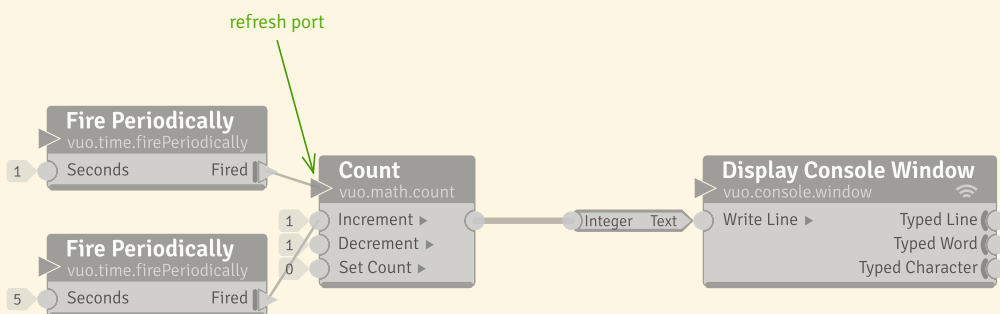 refresh port
Fire Periodically
vuo.time.firePeriodically
1 Seconds Fired
Count
vuo.math.count
1 Increment
1 Decrement
0 Set Count
Integer Text
Display Console Window
vuo.console.window
Write Line Typed Line
Typed Word
Typed Character
Fire Periodically
vuo.time.firePeriodically
5 Seconds Fired